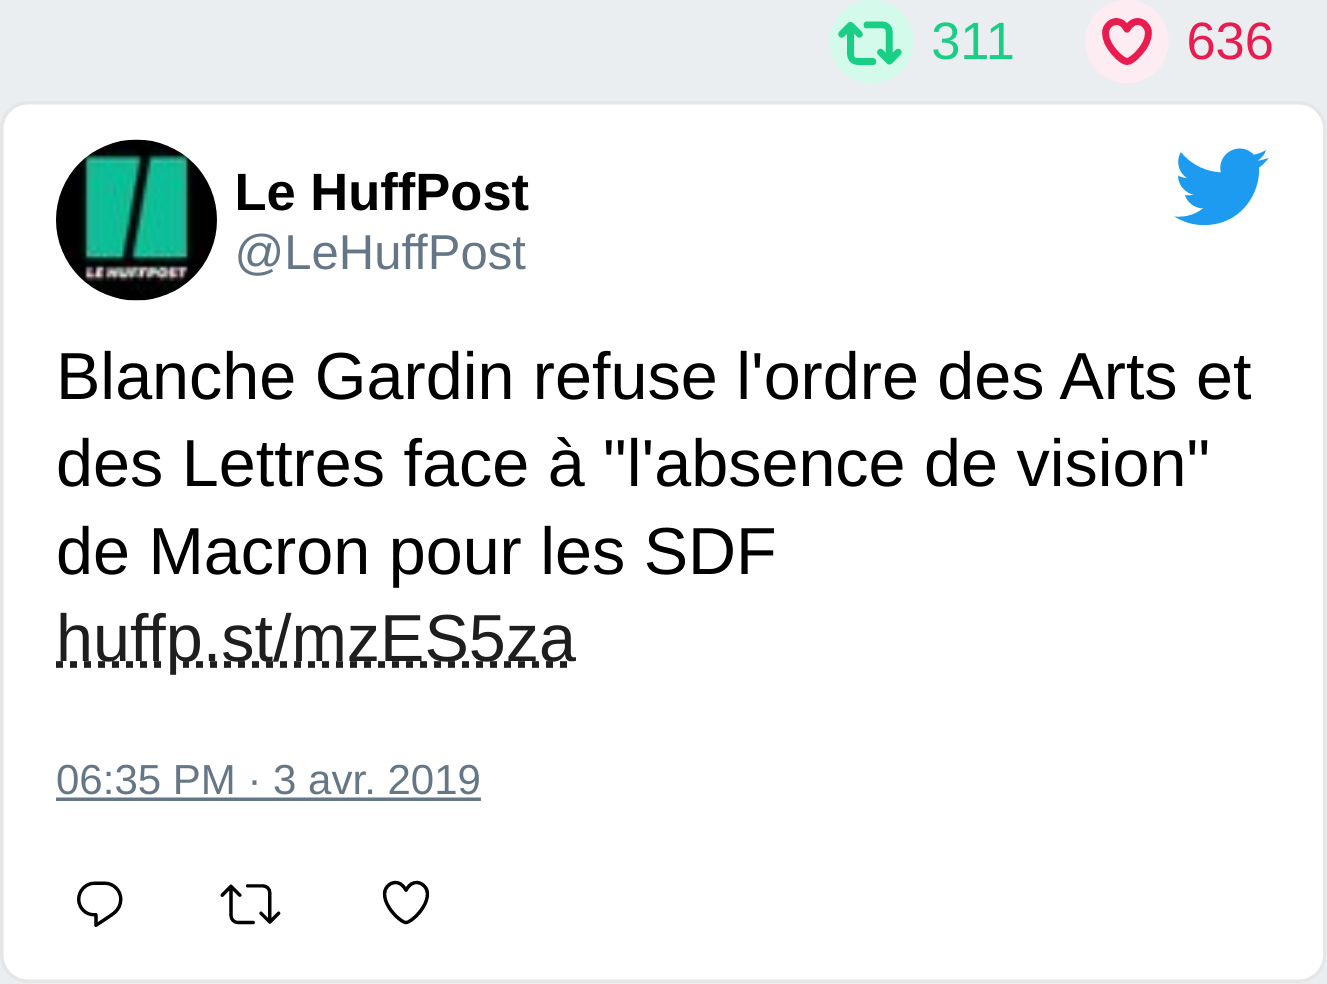 311 636
Le HuffPost
@LeHuffPost
LE HUFFPOST
Blanche Gardin refuse l'ordre des Arts et
des Lettres face à "l'absence de vision"
de Macron pour les SDF
huffp.st/mzES5za
06:35 PM · 3 avr. 2019